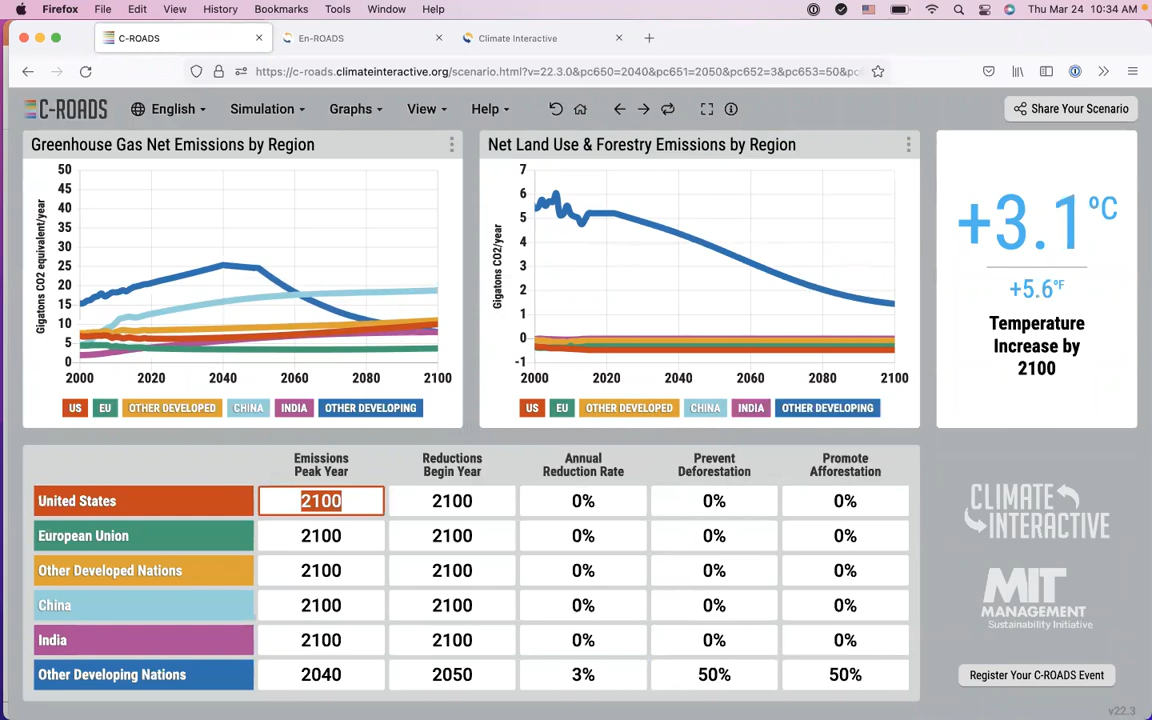 Firefox File Edit View History Bookmarks Tools Window Help Thu Mar 24 10:34 AM
C-ROADS En-ROADS Climate Interactive
https://c-roads.climateinteractive.org/scenario.html?v=22.3.0&pc650=2040&pc651=2050&pc652=3&pc653=50&pc
C-ROADS English Simulation Graphs View Help Share Your Scenario
Greenhouse Gas Net Emissions by Region
Gigatons CO2 equivalent/year
50
45
40
35
30
25
20
15
10
5
0
2000 2020 2040 2060 2080 2100
US EU OTHER DEVELOPED CHINA INDIA OTHER DEVELOPING
Net Land Use & Forestry Emissions by Region
Gigatons CO2/year
7
6
5
4
3
2
1
0
-1
2000 2020 2040 2060 2080 2100
US EU OTHER DEVELOPED CHINA INDIA OTHER DEVELOPING
+3.1°C
+5.6°F
Temperature
Increase by
2100
Emissions Peak Year Reductions Begin Year Annual Reduction Rate Prevent Deforestation Promote Afforestation
United States 2100 2100 0% 0% 0%
European Union 2100 2100 0% 0% 0%
Other Developed Nations 2100 2100 0% 0% 0%
China 2100 2100 0% 0% 0%
India 2100 2100 0% 0% 0%
Other Developing Nations 2040 2050 3% 50% 50%
CLIMATE
INTERACTIVE
MIT
MANAGEMENT
Sustainability Initiative
Register Your C-ROADS Event
v22.3